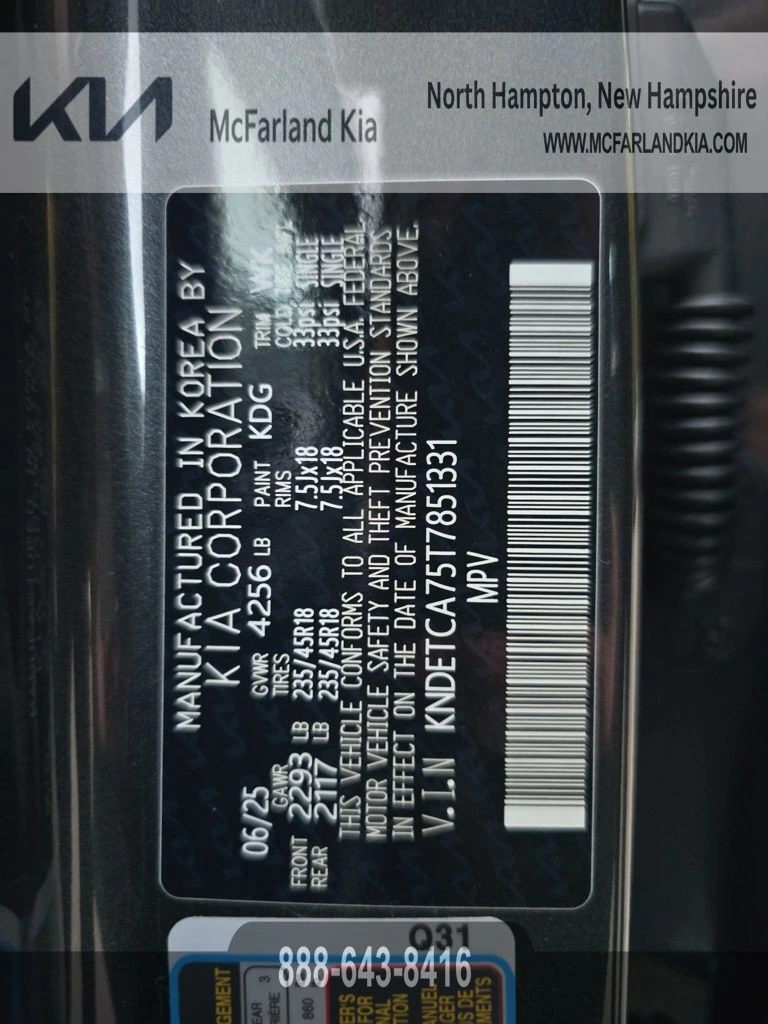 KIA
McFarland Kia
North Hampton, New Hampshire
WWW.MCFARLANDKIA.COM
MANUFACTURED IN KOREA BY
KIA CORPORATION
06/25 GVWR 4256 LB PAINT KDG TRIM WK
GAWR TIRES RIMS COLD
FRONT 2293 LB 235/45R18 7.5Jx18 33psi SINGLE
REAR 2117 LB 235/45R18 7.5Jx18 33psi SINGLE
THIS VEHICLE CONFORMS TO ALL APPLICABLE U.S.A. FEDERAL
MOTOR VEHICLE SAFETY AND THEFT PREVENTION STANDARDS
IN EFFECT ON THE DATE OF MANUFACTURE SHOWN ABOVE.
V.I.N KNDETCA75T7851331
MPV
Q31
888-643-8416